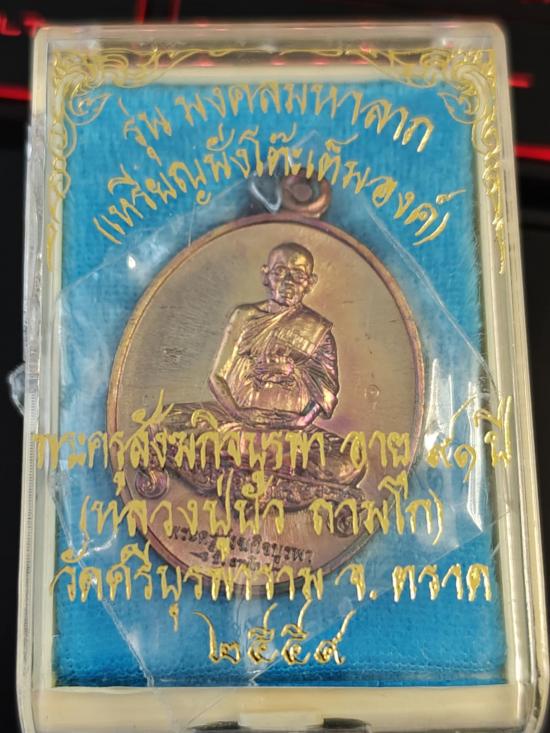 รุ่น มงคลมหาลาภ
(เหรียญนั่งโต๊ะเต็มองค์)
พระครูสังฆกิจบูรพา อายุ ๙๑ ปี
(หลวงปู่บัว ถามโก)
วัดศรีบูรพาราม จ. ตราด
๒๕๕๙